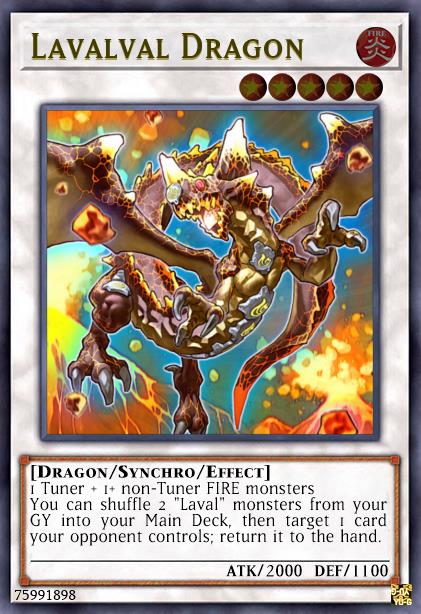 LAVALVAL DRAGON
FIRE
炎
[DRAGON/SYNCHRO/EFFECT]
1 Tuner + 1+ non-Tuner FIRE monsters
You can shuffle 2 "Laval" monsters from your
GY into your Main Deck, then target 1 card
your opponent controls; return it to the hand.
ATK/2000 DEF/1100
75991898